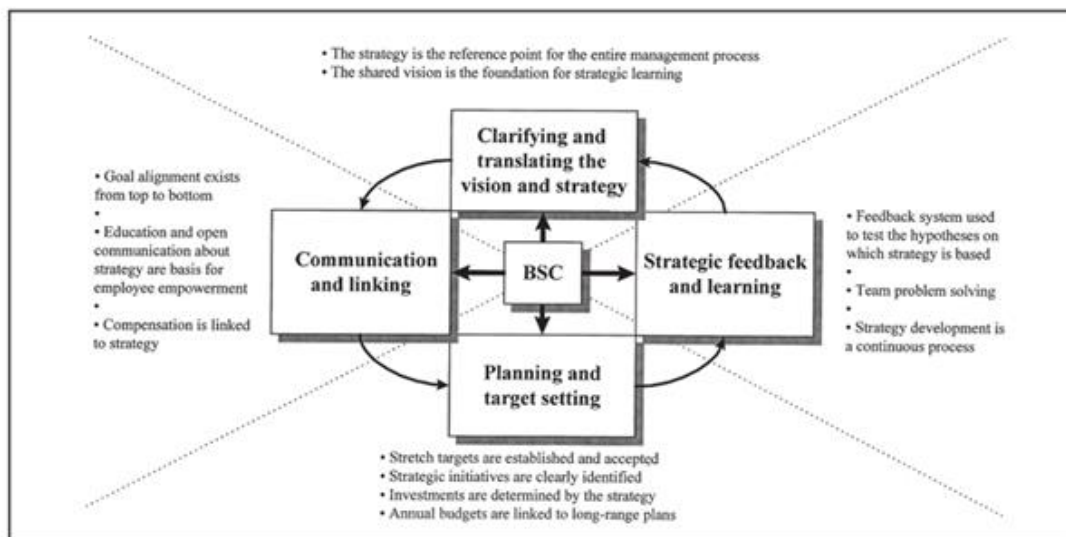 • The strategy is the reference point for the entire management process
• The shared vision is the foundation for strategic learning
Clarifying and
translating the
vision and strategy
• Goal alignment exists
from top to bottom
•
• Education and open
communication about
strategy are basis for
employee empowerment
•
• Compensation is linked
to strategy
Communication
and linking
BSC
Strategic feedback
and learning
• Feedback system used
to test the hypotheses on
which strategy is based
•
• Team problem solving
•
• Strategy development is
a continuous process
Planning and
target setting
• Stretch targets are established and accepted
• Strategic initiatives are clearly identified
• Investments are determined by the strategy
• Annual budgets are linked to long-range plans